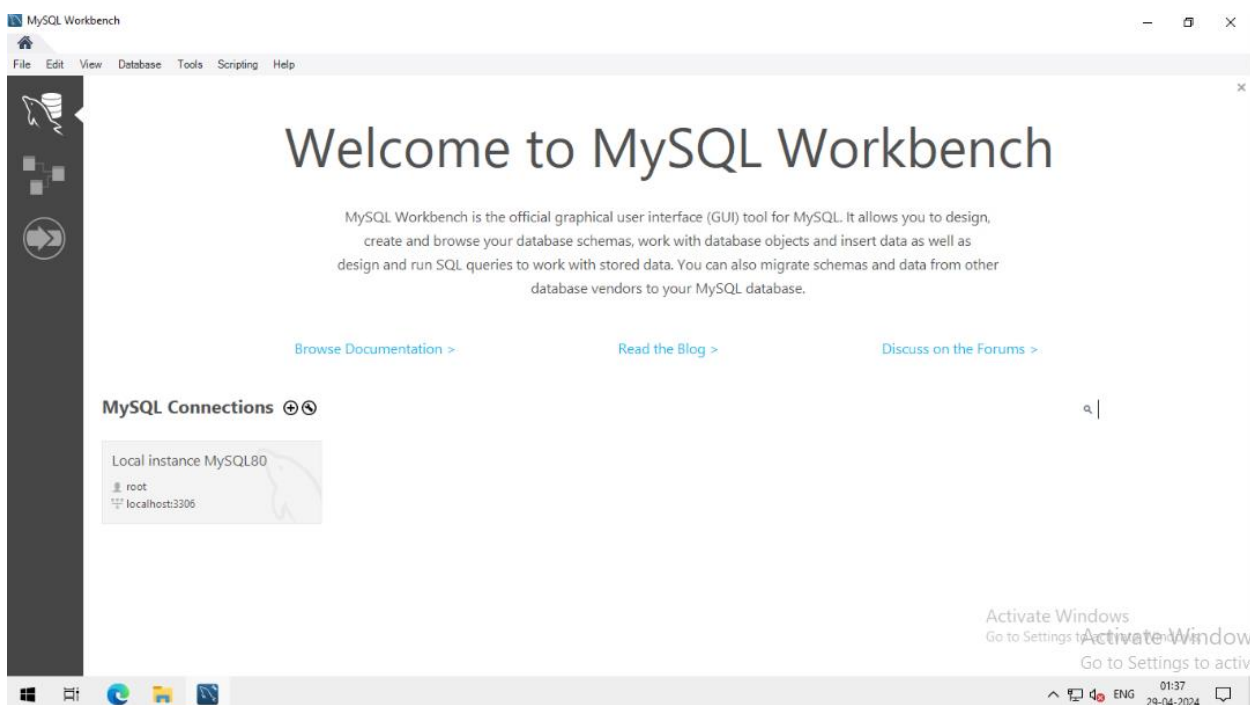 MySQL Workbench
File Edit View Database Tools Scripting Help
Welcome to MySQL Workbench
MySQL Workbench is the official graphical user interface (GUI) tool for MySQL. It allows you to design,
create and browse your database schemas, work with database objects and insert data as well as
design and run SQL queries to work with stored data. You can also migrate schemas and data from other
database vendors to your MySQL database.
Browse Documentation > Read the Blog > Discuss on the Forums >
MySQL Connections
Local instance MySQL80
root
localhost:3306
Activate Windows
Go to Settings to activate Windows.
Activate Window
Go to Settings to activ
ENG 01:37
29-04-2024